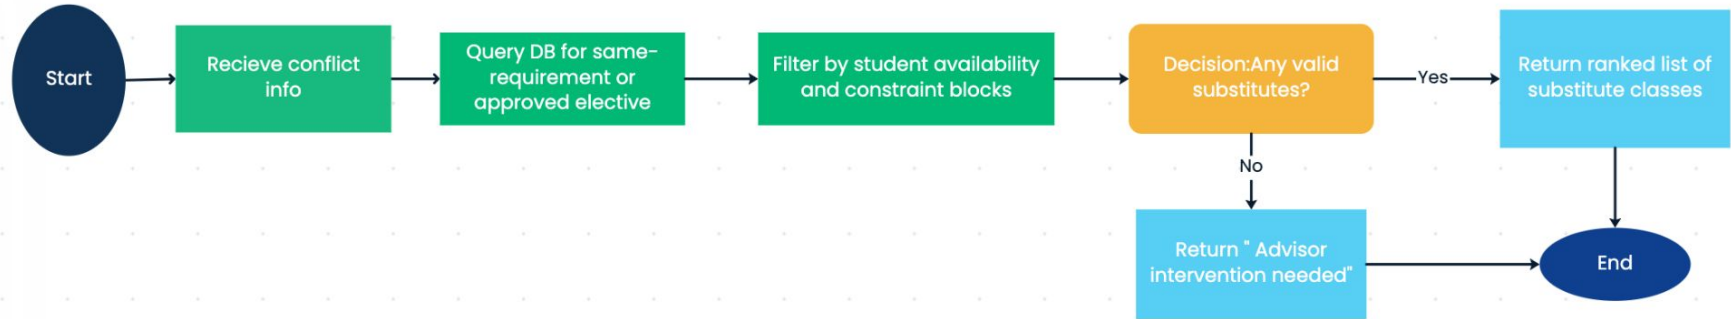 Start
Recieve conflict
info
Query DB for same-
requirement or
approved elective
Filter by student availability
and constraint blocks
Decision:Any valid
substitutes?
Yes
Return ranked list of
substitute classes
No
Return " Advisor
intervention needed"
End